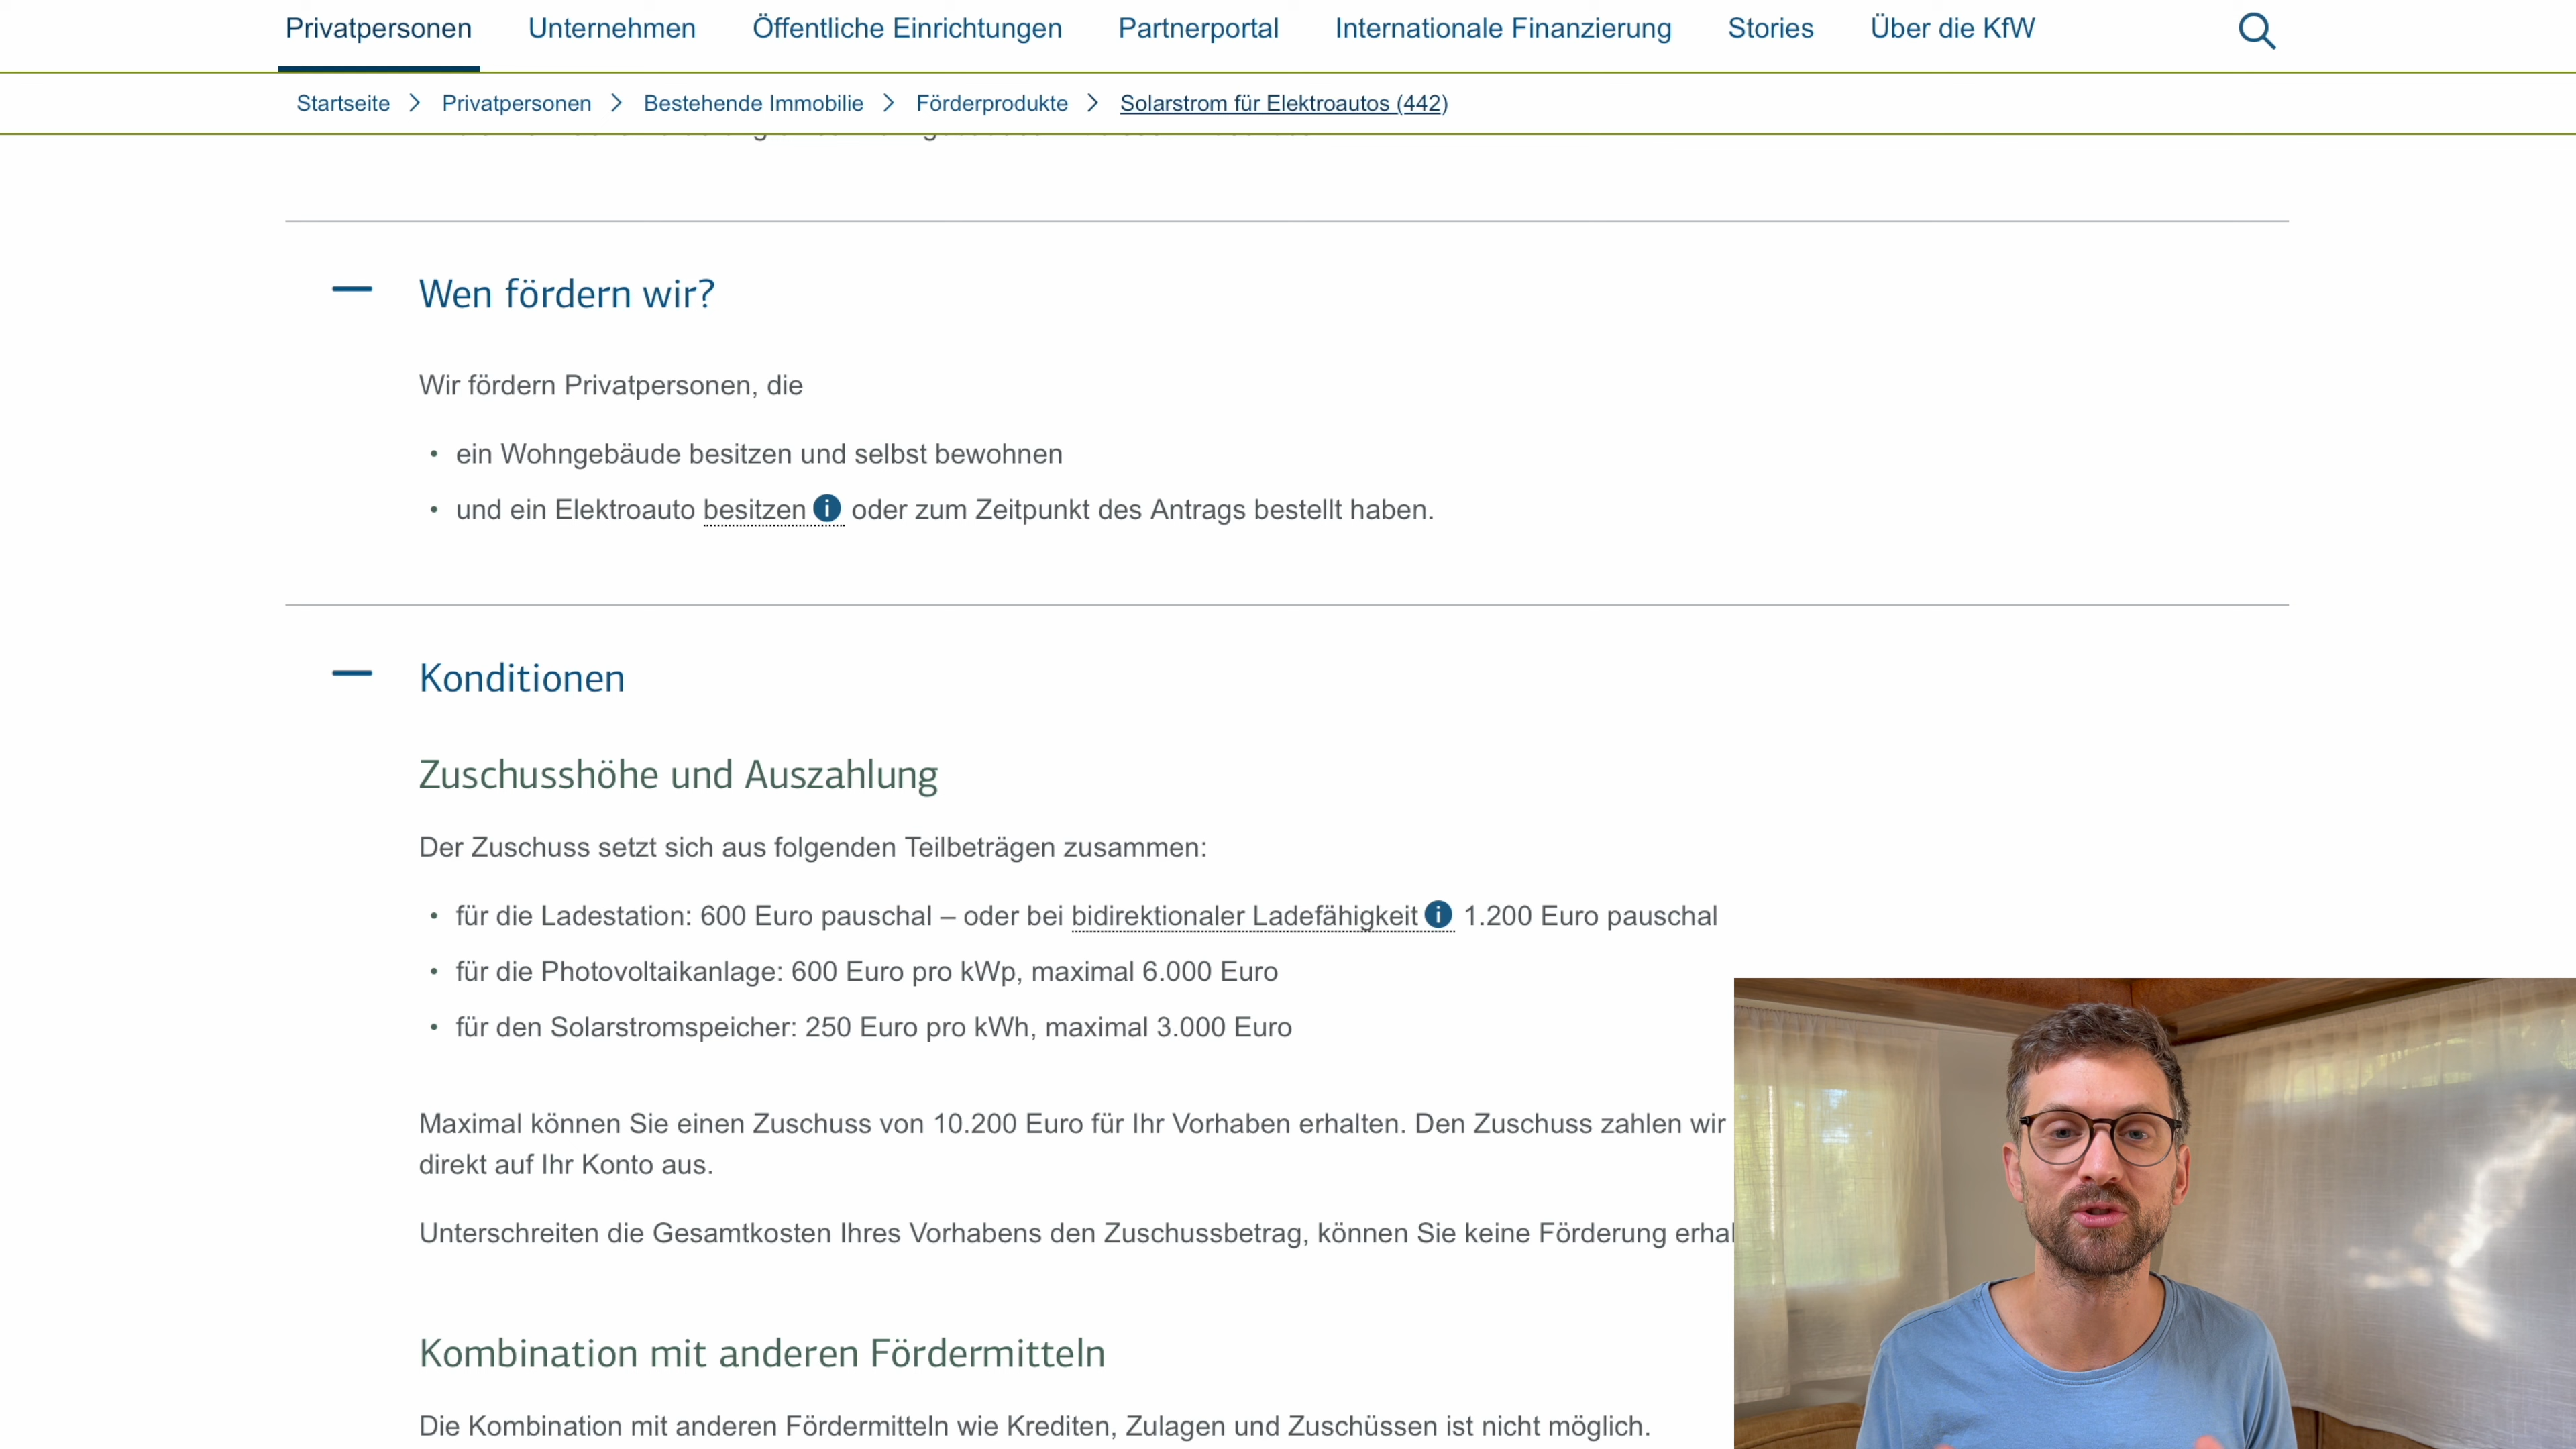 Privatpersonen Unternehmen Öffentliche Einrichtungen Partnerportal Internationale Finanzierung Stories Über die KfW
Startseite > Privatpersonen > Bestehende Immobilie > Förderprodukte > Solarstrom für Elektroautos (442)
Wen fördern wir?
Wir fördern Privatpersonen, die
• ein Wohngebäude besitzen und selbst bewohnen
• und ein Elektroauto besitzen i oder zum Zeitpunkt des Antrags bestellt haben.
Konditionen
Zuschusshöhe und Auszahlung
Der Zuschuss setzt sich aus folgenden Teilbeträgen zusammen:
• für die Ladestation: 600 Euro pauschal – oder bei bidirektionaler Ladefähigkeit i 1.200 Euro pauschal
• für die Photovoltaikanlage: 600 Euro pro kWp, maximal 6.000 Euro
• für den Solarstromspeicher: 250 Euro pro kWh, maximal 3.000 Euro
Maximal können Sie einen Zuschuss von 10.200 Euro für Ihr Vorhaben erhalten. Den Zuschuss zahlen wir
direkt auf Ihr Konto aus.
Unterschreiten die Gesamtkosten Ihres Vorhabens den Zuschussbetrag, können Sie keine Förderung erhal
Kombination mit anderen Fördermitteln
Die Kombination mit anderen Fördermitteln wie Krediten, Zulagen und Zuschüssen ist nicht möglich.